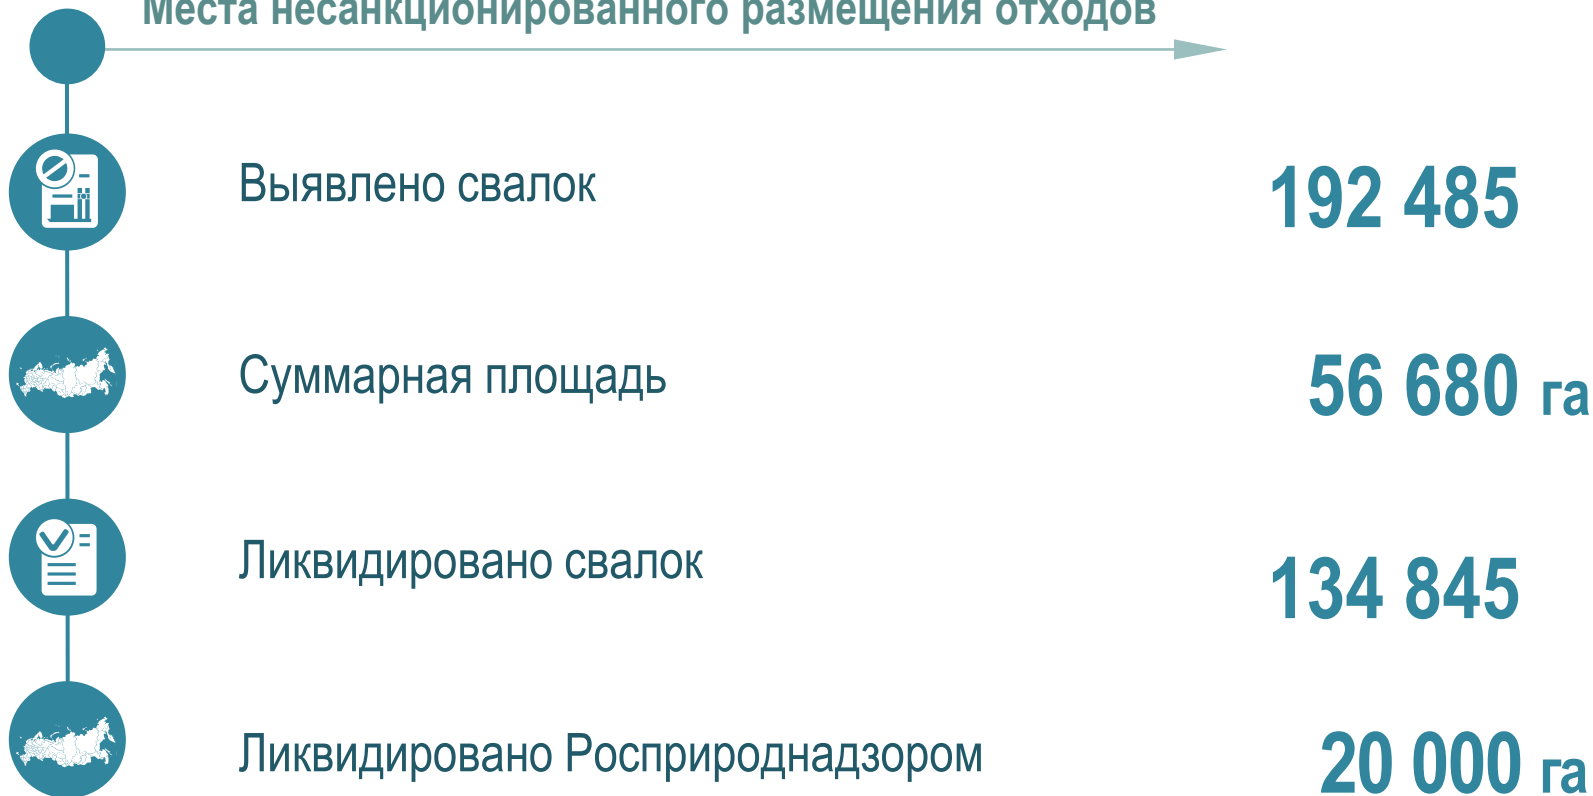 Места несанкционированного размещения отходов
Выявлено свалок
192 485
Суммарная площадь
56 680 га
Ликвидировано свалок
134 845
Ликвидировано Росприроднадзором
20 000 га